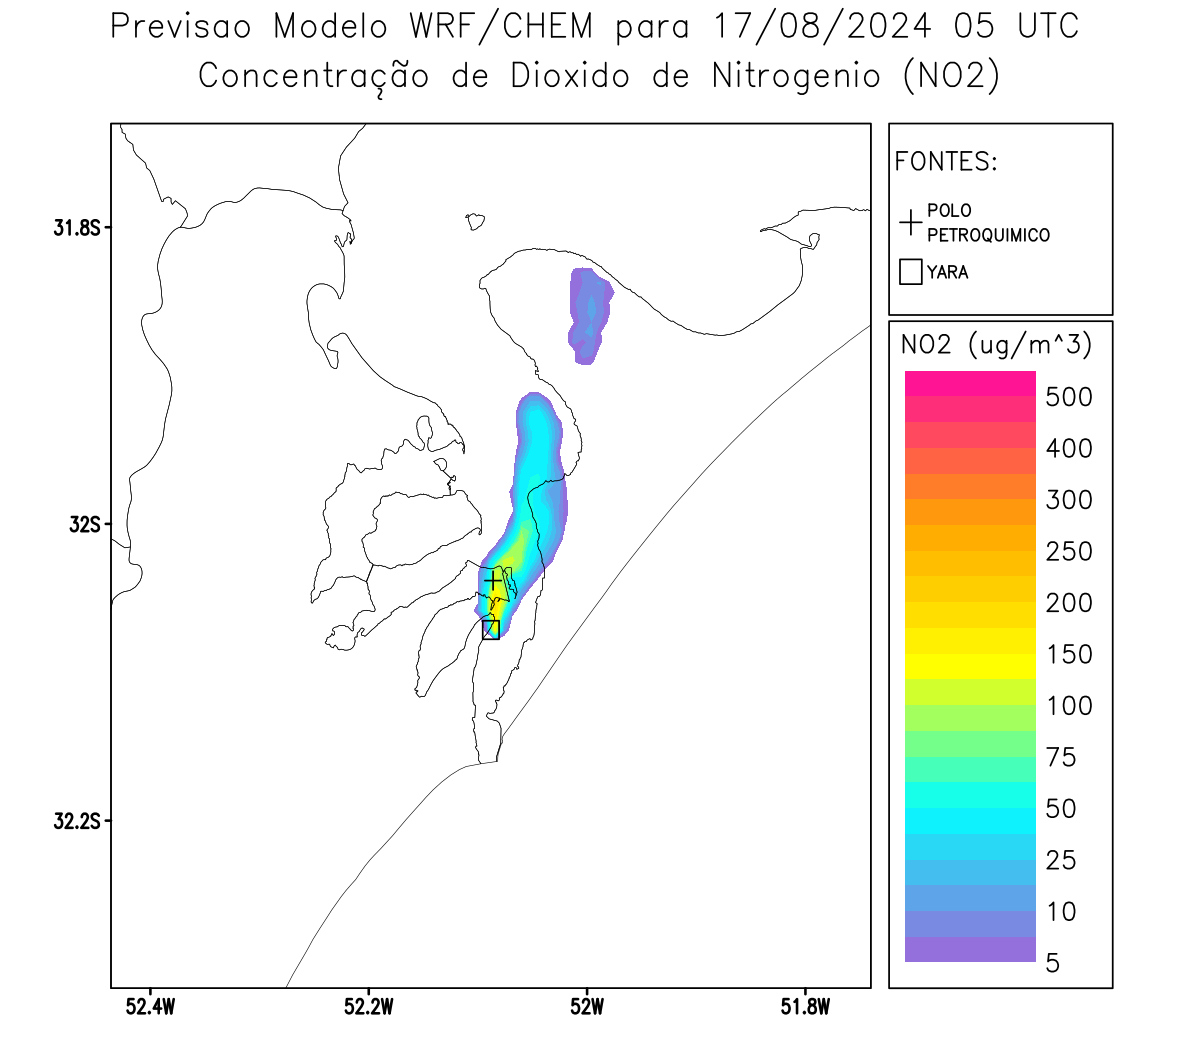 Previsao Modelo WRF/CHEM para 17/08/2024 05 UTC
Concentração de Dioxido de Nitrogenio (NO2)
FONTES:
POLO
PETROQUIMICO
YARA
NO2 (ug/m^3)
500
400
300
250
200
150
100
75
50
25
10
5
31.8S
32S
32.2S
52.4W
52.2W
52W
51.8W